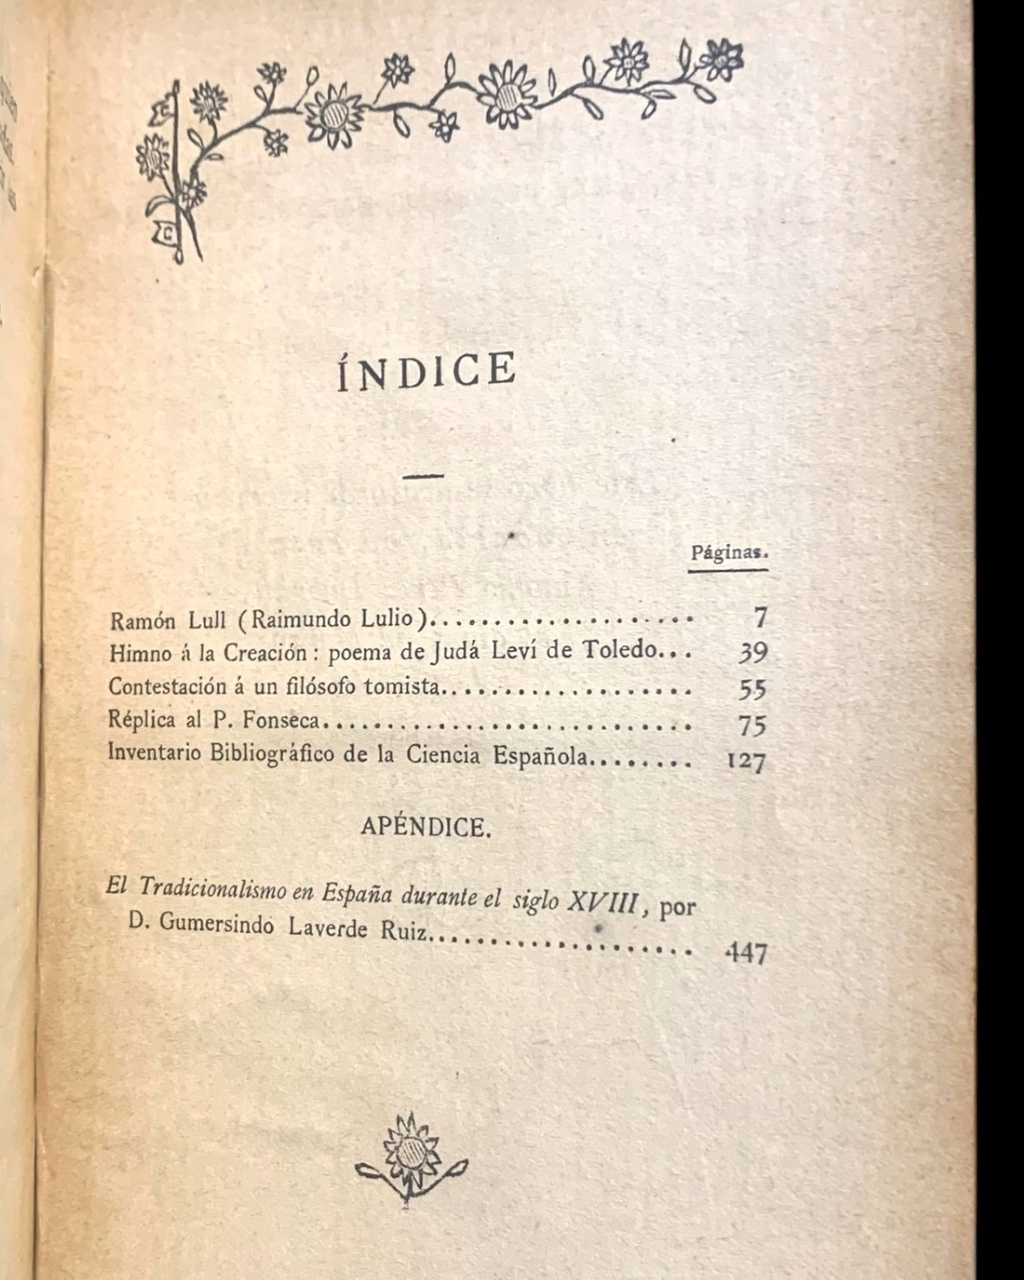 ÍNDICE
Páginas.
Ramón Lull (Raimundo Lulio).................... 7
Himno á la Creación: poema de Judá Leví de Toledo... 39
Contestación á un filósofo tomista.................. 55
Réplica al P. Fonseca............................. 75
Inventario Bibliográfico de la Ciencia Española........ 127
APÉNDICE.
El Tradicionalismo en España durante el siglo XVIII, por
D. Gumersindo Laverde Ruiz..................... 447